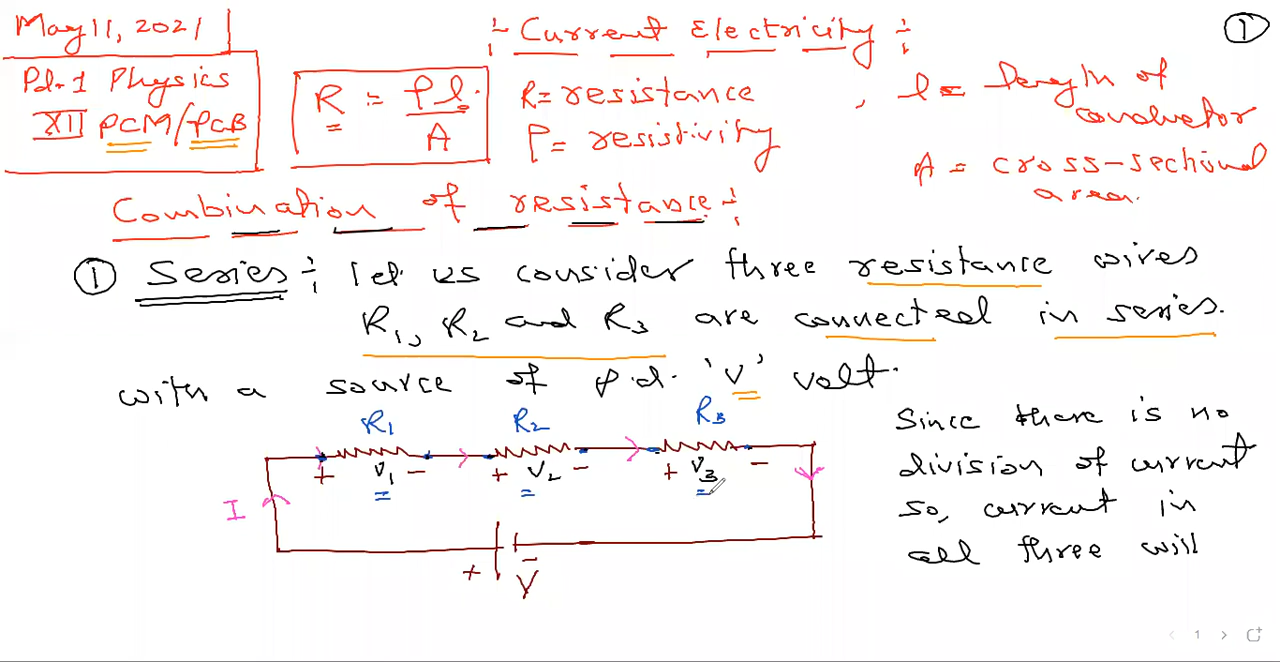 May 11, 2021
÷ Current Electricity ÷
①
Pd-1 Physics
XII PCM/PCB
R = ρl / A
R = resistance
ρ = resistivity
, l = length of
conductor
A = cross-sectional
area.
Combination of resistance ÷
① Series ÷ let us consider three resistance wires
R₁, R₂ and R₃ are connected in series.
with a source of p.d. 'V' volt.
R₁ R₂ R₃
+ V₁ - + V₂ - + V₃ -
I
+ -
V
Since there is no
division of current
so, current in
all three will
1